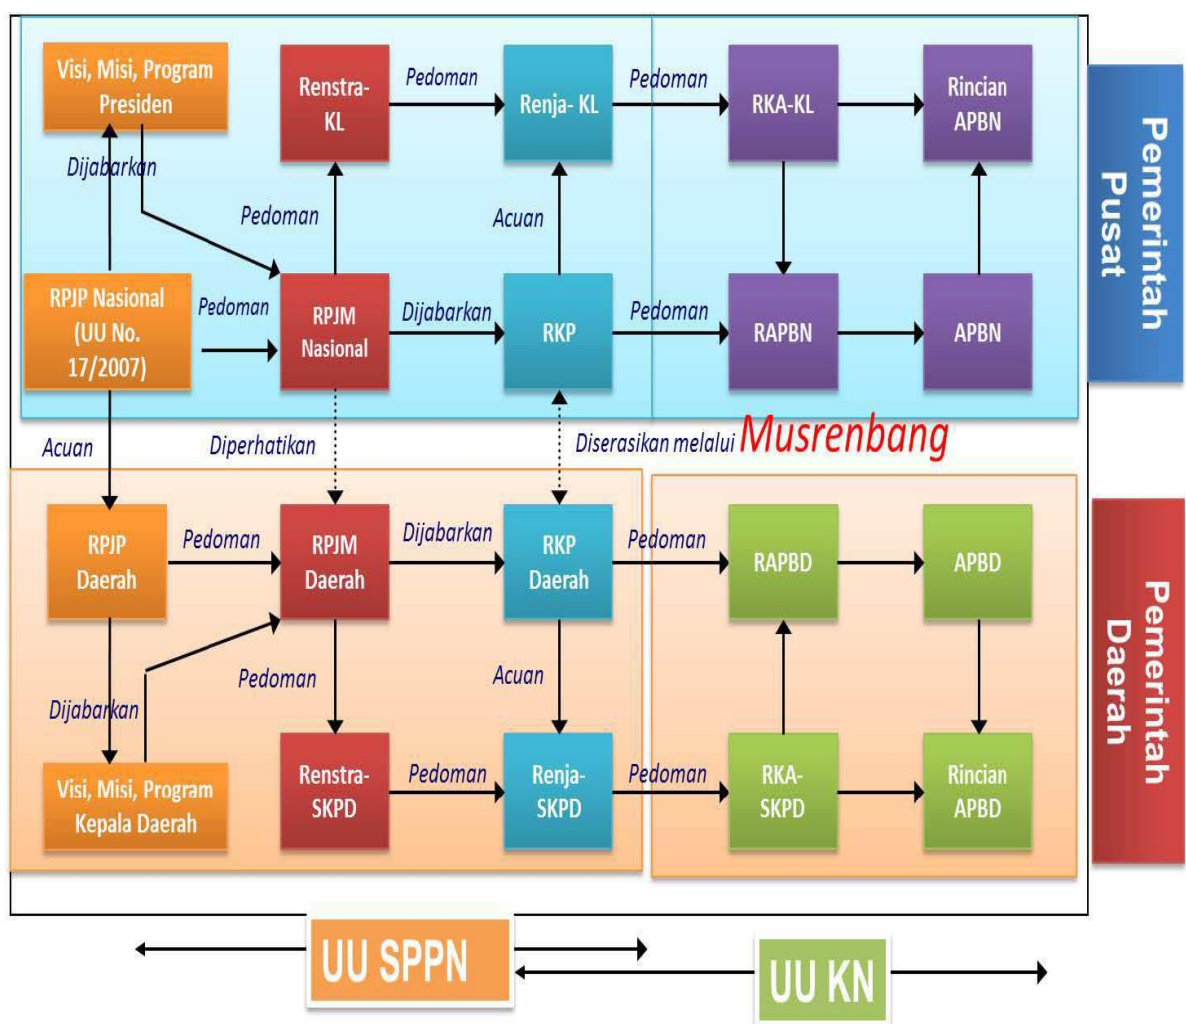 Visi, Misi, Program
Presiden
Renstra-
KL
Pedoman
Renja- KL
Pedoman
RKA-KL
Rincian
APBN
Dijabarkan
Pedoman
Acuan
RPJP Nasional
(UU No.
17/2007)
Pedoman
RPJM
Nasional
Dijabarkan
RKP
Pedoman
RAPBN
APBN
Pemerintah
Pusat
Acuan
Diperhatikan
Diserasikan melalui Musrenbang
RPJP
Daerah
Pedoman
RPJM
Daerah
Dijabarkan
RKP
Daerah
Pedoman
RAPBD
APBD
Dijabarkan
Pedoman
Acuan
Visi, Misi, Program
Kepala Daerah
Renstra-
SKPD
Pedoman
Renja-
SKPD
Pedoman
RKA-
SKPD
Rincian
APBD
Pemerintah
Daerah
UU SPPN
UU KN